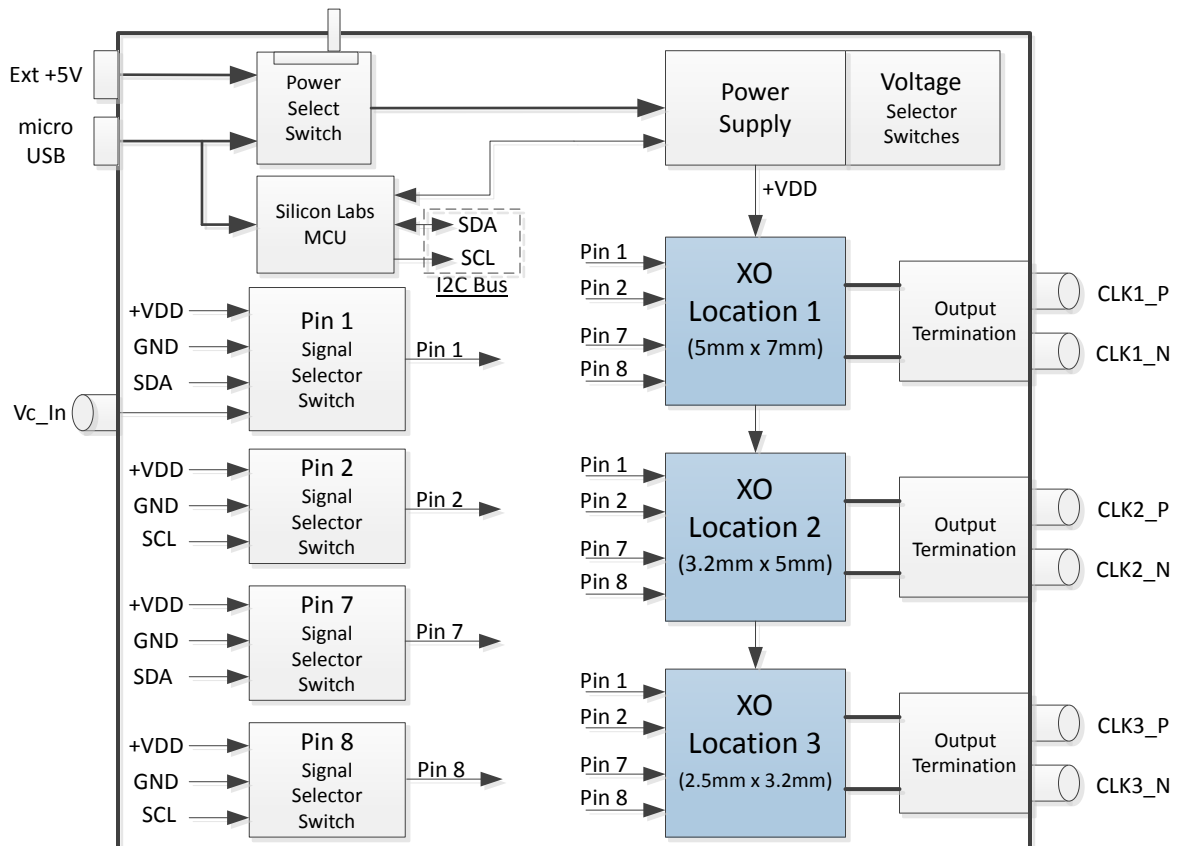 Ext +5V
micro
USB
Power
Select
Switch
Power
Supply
Voltage
Selector
Switches
+VDD
Silicon Labs
MCU
SDA
SCL
I2C Bus
+VDD
GND
SDA
Vc_In
Pin 1
Signal
Selector
Switch
Pin 1
+VDD
GND
SCL
Pin 2
Signal
Selector
Switch
Pin 2
+VDD
GND
SDA
Pin 7
Signal
Selector
Switch
Pin 7
+VDD
GND
SCL
Pin 8
Signal
Selector
Switch
Pin 8
Pin 1
Pin 2
Pin 7
Pin 8
XO
Location 1
(5mm x 7mm)
Output
Termination
CLK1_P
CLK1_N
Pin 1
Pin 2
Pin 7
Pin 8
XO
Location 2
(3.2mm x 5mm)
Output
Termination
CLK2_P
CLK2_N
Pin 1
Pin 2
Pin 7
Pin 8
XO
Location 3
(2.5mm x 3.2mm)
Output
Termination
CLK3_P
CLK3_N